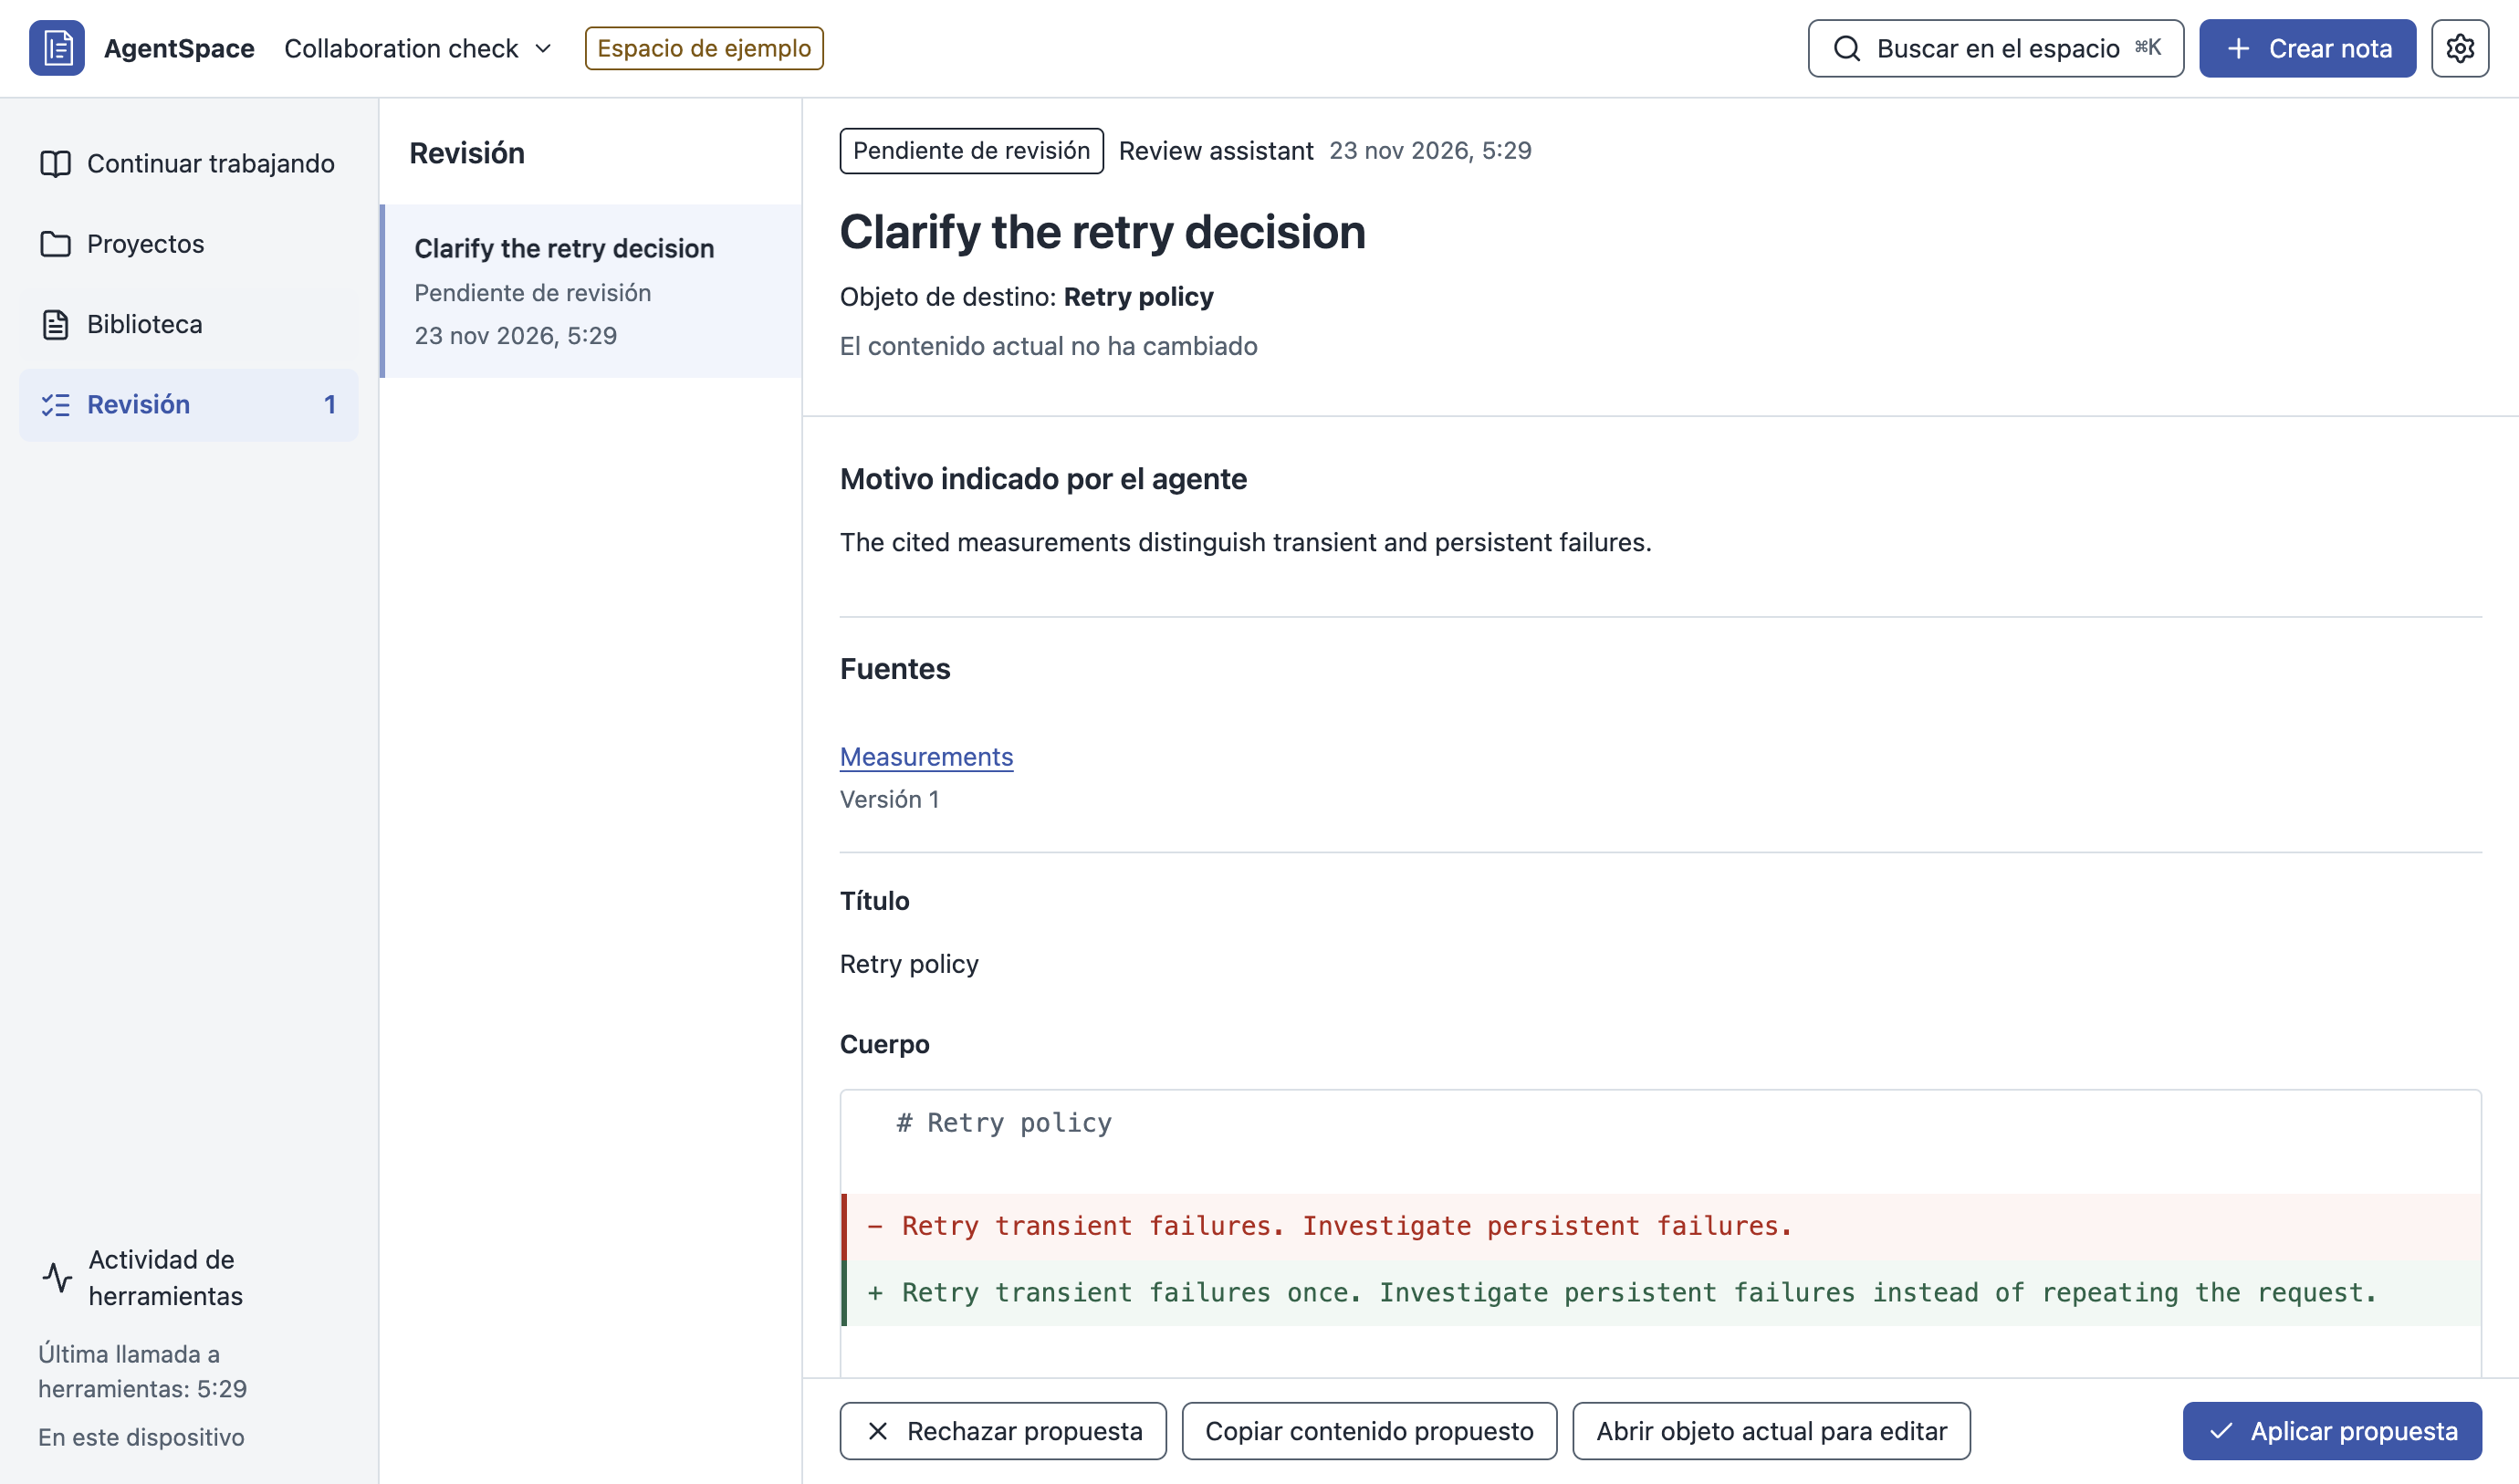 AgentSpace
Collaboration check
Espacio de ejemplo
Buscar en el espacio ⌘K
Crear nota
Continuar trabajando
Proyectos
Biblioteca
Revisión 1
Actividad de
herramientas
Última llamada a
herramientas: 5:29
En este dispositivo
Revisión
Clarify the retry decision
Pendiente de revisión
23 nov 2026, 5:29
Pendiente de revisión Review assistant 23 nov 2026, 5:29
Clarify the retry decision
Objeto de destino: Retry policy
El contenido actual no ha cambiado
Motivo indicado por el agente
The cited measurements distinguish transient and persistent failures.
Fuentes
Measurements
Versión 1
Título
Retry policy
Cuerpo
# Retry policy
− Retry transient failures. Investigate persistent failures.
+ Retry transient failures once. Investigate persistent failures instead of repeating the request.
Rechazar propuesta
Copiar contenido propuesto
Abrir objeto actual para editar
Aplicar propuesta